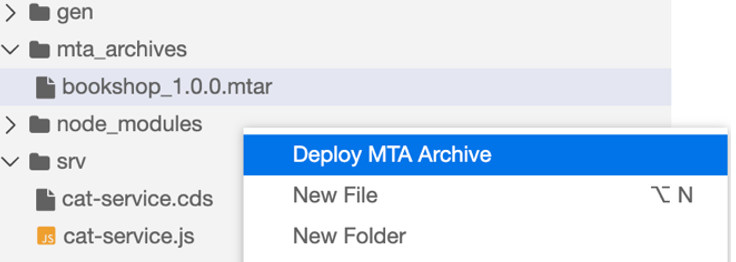 gen
mta_archives
bookshop_1.0.0.mtar
node_modules
srv
cat-service.cds
JS cat-service.js
Deploy MTA Archive
New File ⌥ N
New Folder